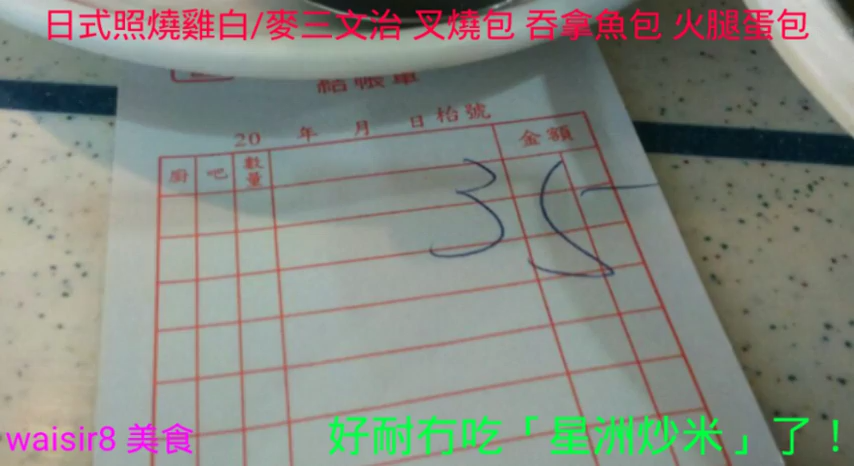 日式照燒雞白/麥三文治 叉燒包 吞拿魚包 火腿蛋包
結帳單
20 年 月 日 枱號
廚 吧 數量 金額
35
waisir8 美食
好耐冇吃「星洲炒米」了！